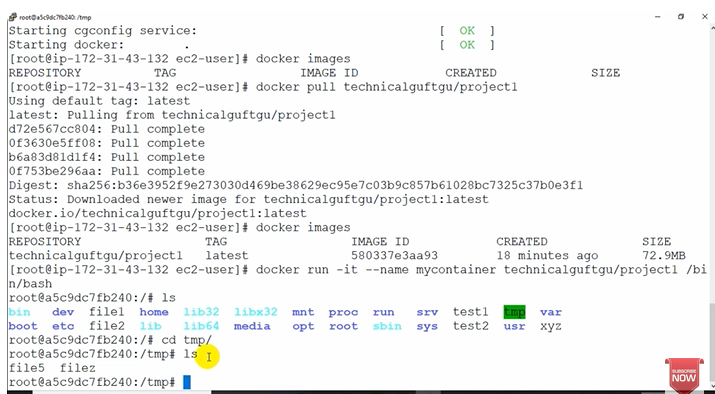 root@a5c9dc7fb240: /tmp
Starting cgconfig service: [ OK ]
Starting docker: . [ OK ]
[root@ip-172-31-43-132 ec2-user]# docker images
REPOSITORY TAG IMAGE ID CREATED SIZE
[root@ip-172-31-43-132 ec2-user]# docker pull technicalguftgu/project1
Using default tag: latest
latest: Pulling from technicalguftgu/project1
d72e567cc804: Pull complete
0f3630e5ff08: Pull complete
b6a83d81d1f4: Pull complete
0f753be296aa: Pull complete
Digest: sha256:b36e3952f9e273030d469be38629ec95e7c03b9c857b61028bc7325c37b0e3f1
Status: Downloaded newer image for technicalguftgu/project1:latest
docker.io/technicalguftgu/project1:latest
[root@ip-172-31-43-132 ec2-user]# docker images
REPOSITORY TAG IMAGE ID CREATED SIZE
technicalguftgu/project1 latest 580337e3aa93 18 minutes ago 72.9MB
[root@ip-172-31-43-132 ec2-user]# docker run -it --name mycontainer technicalguftgu/project1 /bi
n/bash
root@a5c9dc7fb240:/# ls
bin dev file1 home lib32 libx32 mnt proc run srv test1 tmp var
boot etc file2 lib lib64 media opt root sbin sys test2 usr xyz
root@a5c9dc7fb240:/# cd tmp/
root@a5c9dc7fb240:/tmp# ls
file5 filez
root@a5c9dc7fb240:/tmp#
SUBSCRIBE
NOW